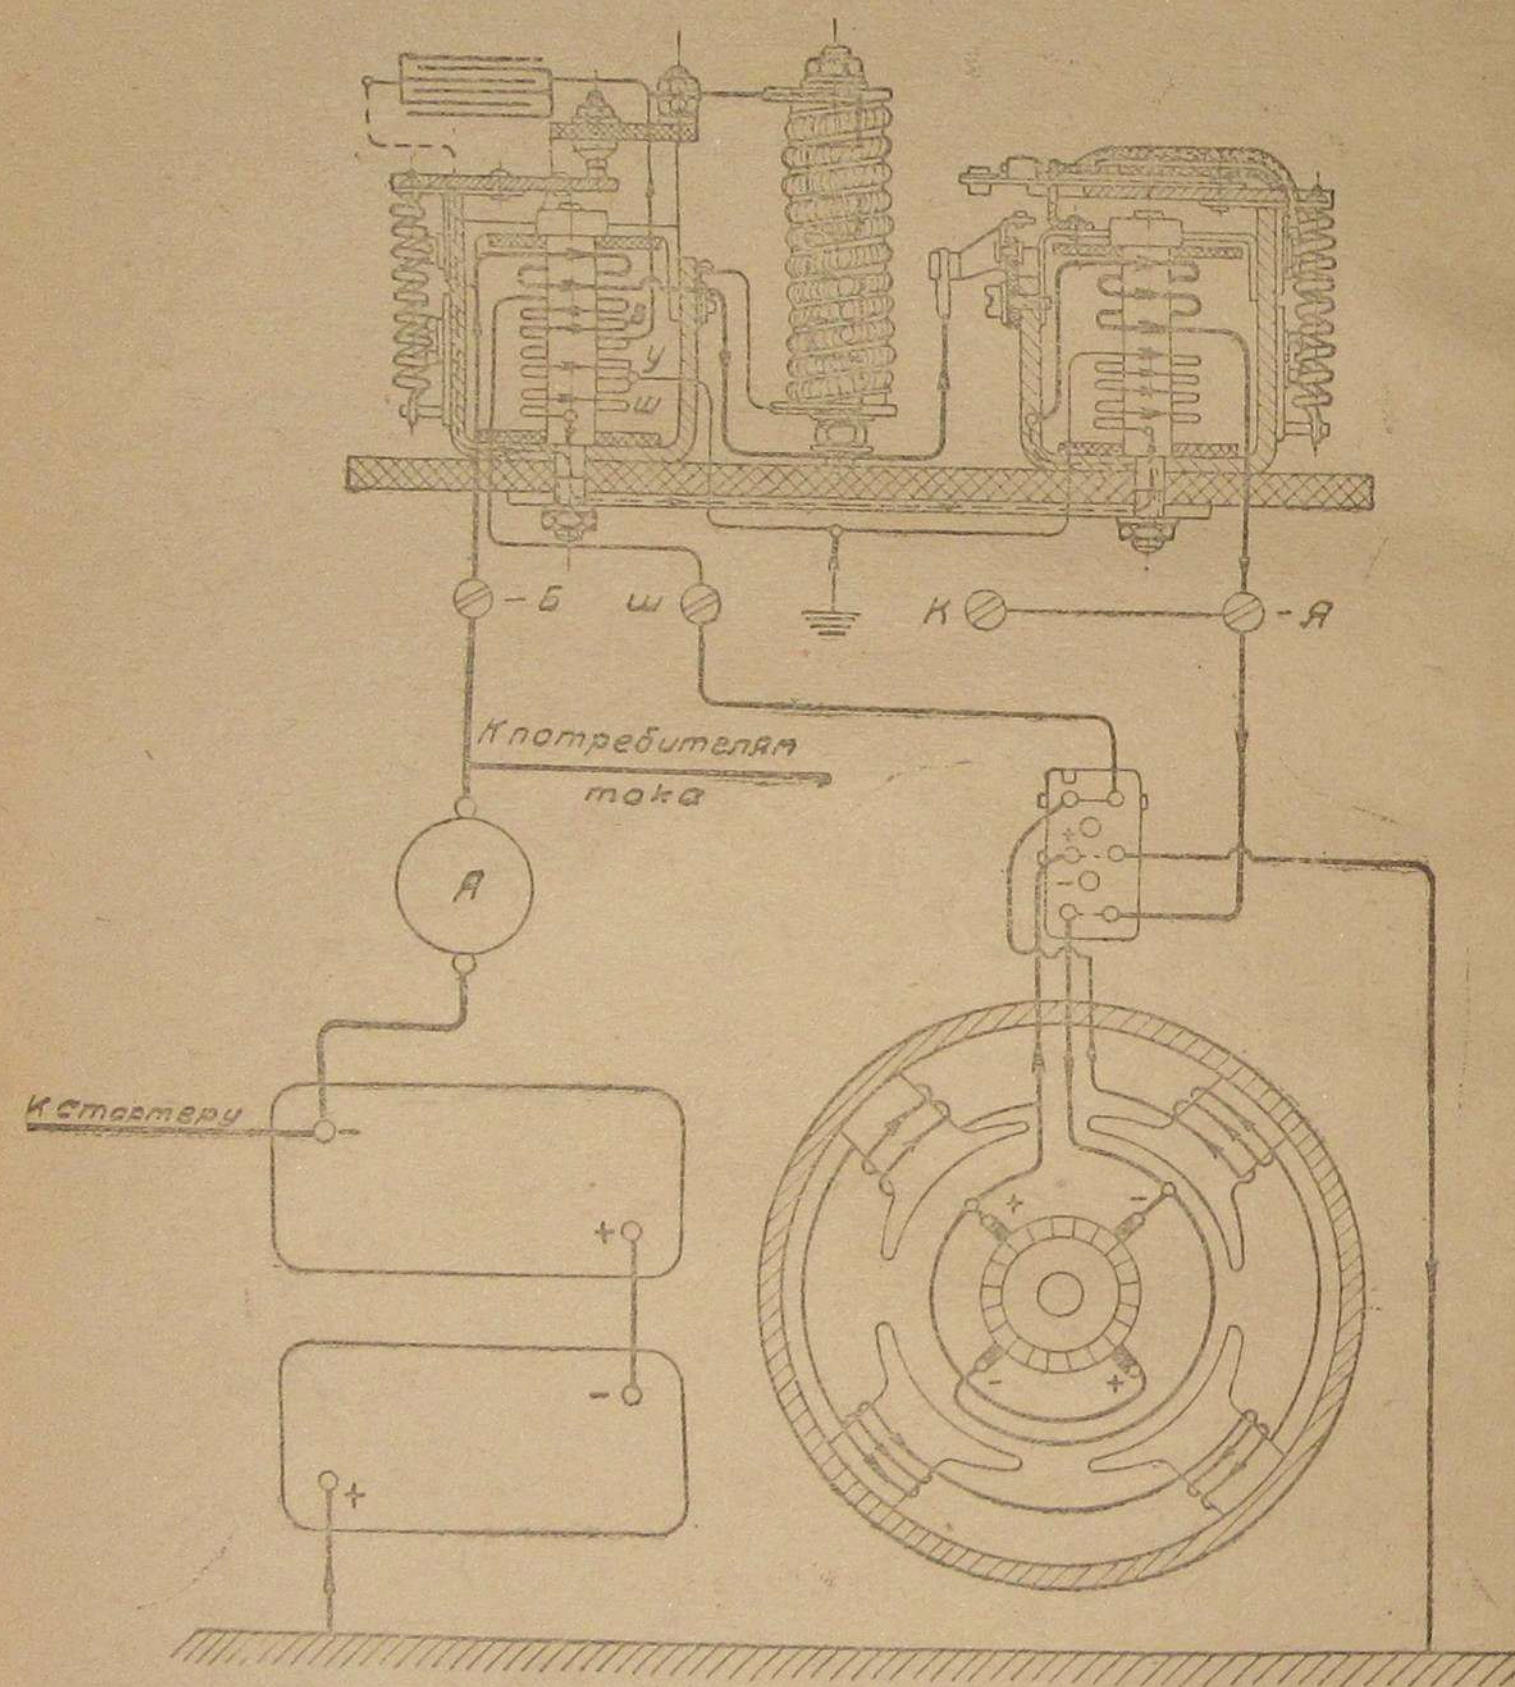 Б
У
Ш
- Б
Ш
К
- Я
К потребителям
тока
+
-
А
К стартеру
-
+
+
-
-
-
+
+